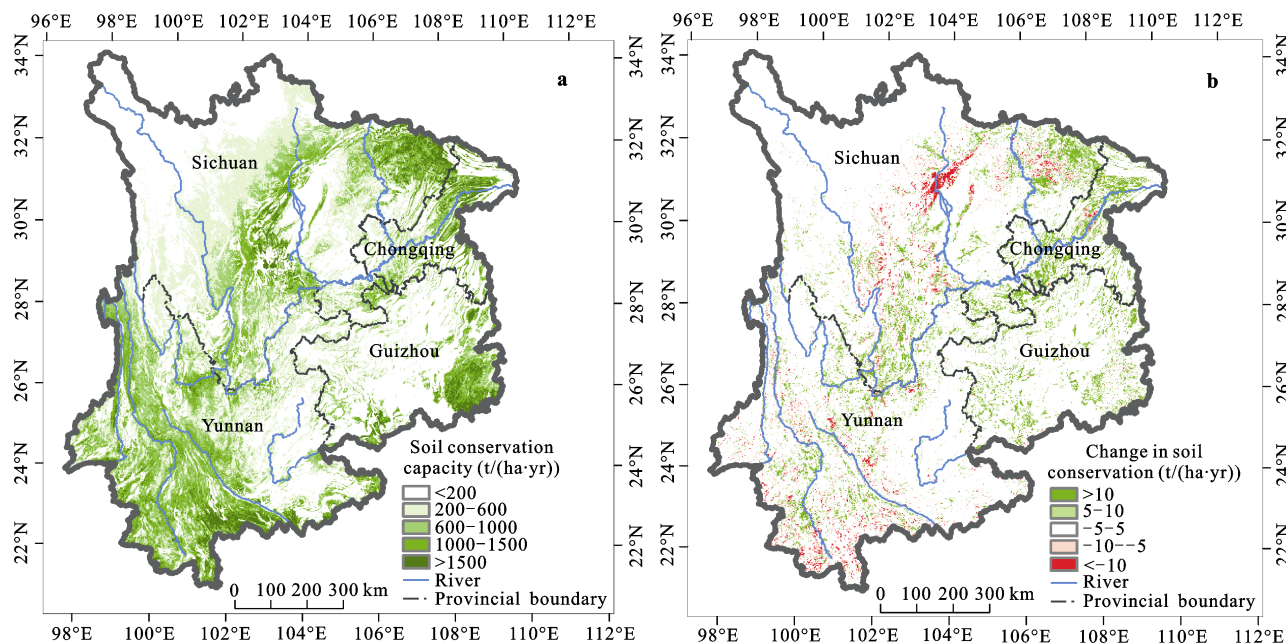 96°E 98°E 100°E 102°E 104°E 106°E 108°E 110°E 112°E
34°N
32°N
30°N
28°N
26°N
24°N
22°N
34°N
32°N
30°N
28°N
26°N
24°N
22°N
a
Sichuan
Chongqing
Guizhou
Yunnan
Soil conservation
capacity (t/(ha·yr))
<200
200−600
600−1000
1000−1500
>1500
River
Provincial boundary
0 100 200 300 km
98°E 100°E 102°E 104°E 106°E 108°E 110°E 112°E
96°E 98°E 100°E 102°E 104°E 106°E 108°E 110°E 112°E
34°N
32°N
30°N
28°N
26°N
24°N
22°N
34°N
32°N
30°N
28°N
26°N
24°N
22°N
b
Sichuan
Chongqing
Guizhou
Yunnan
Change in soil
conservation (t/(ha·yr))
>10
5−10
−5−5
−10−−5
<−10
River
Provincial boundary
0 100 200 300 km
98°E 100°E 102°E 104°E 106°E 108°E 110°E 112°E